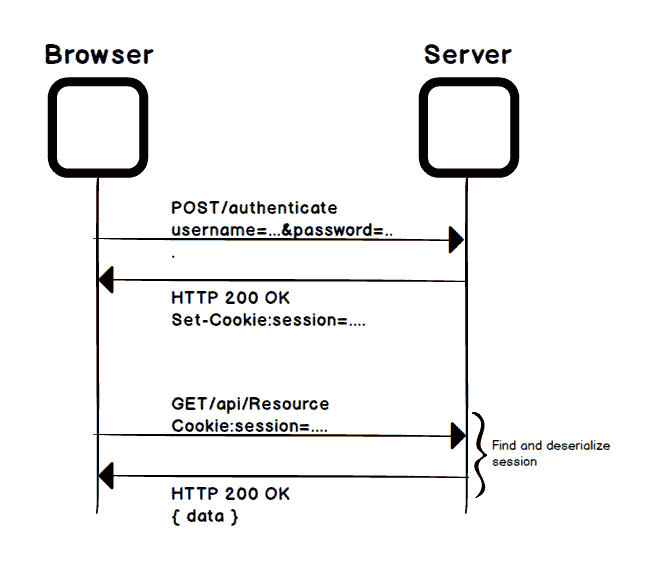 Browser
Server
POST/authenticate
username=...&password=..
.
HTTP 200 OK
Set-Cookie:session=....
GET/api/Resource
Cookie:session=....
Find and deserialize
session
HTTP 200 OK
{ data }